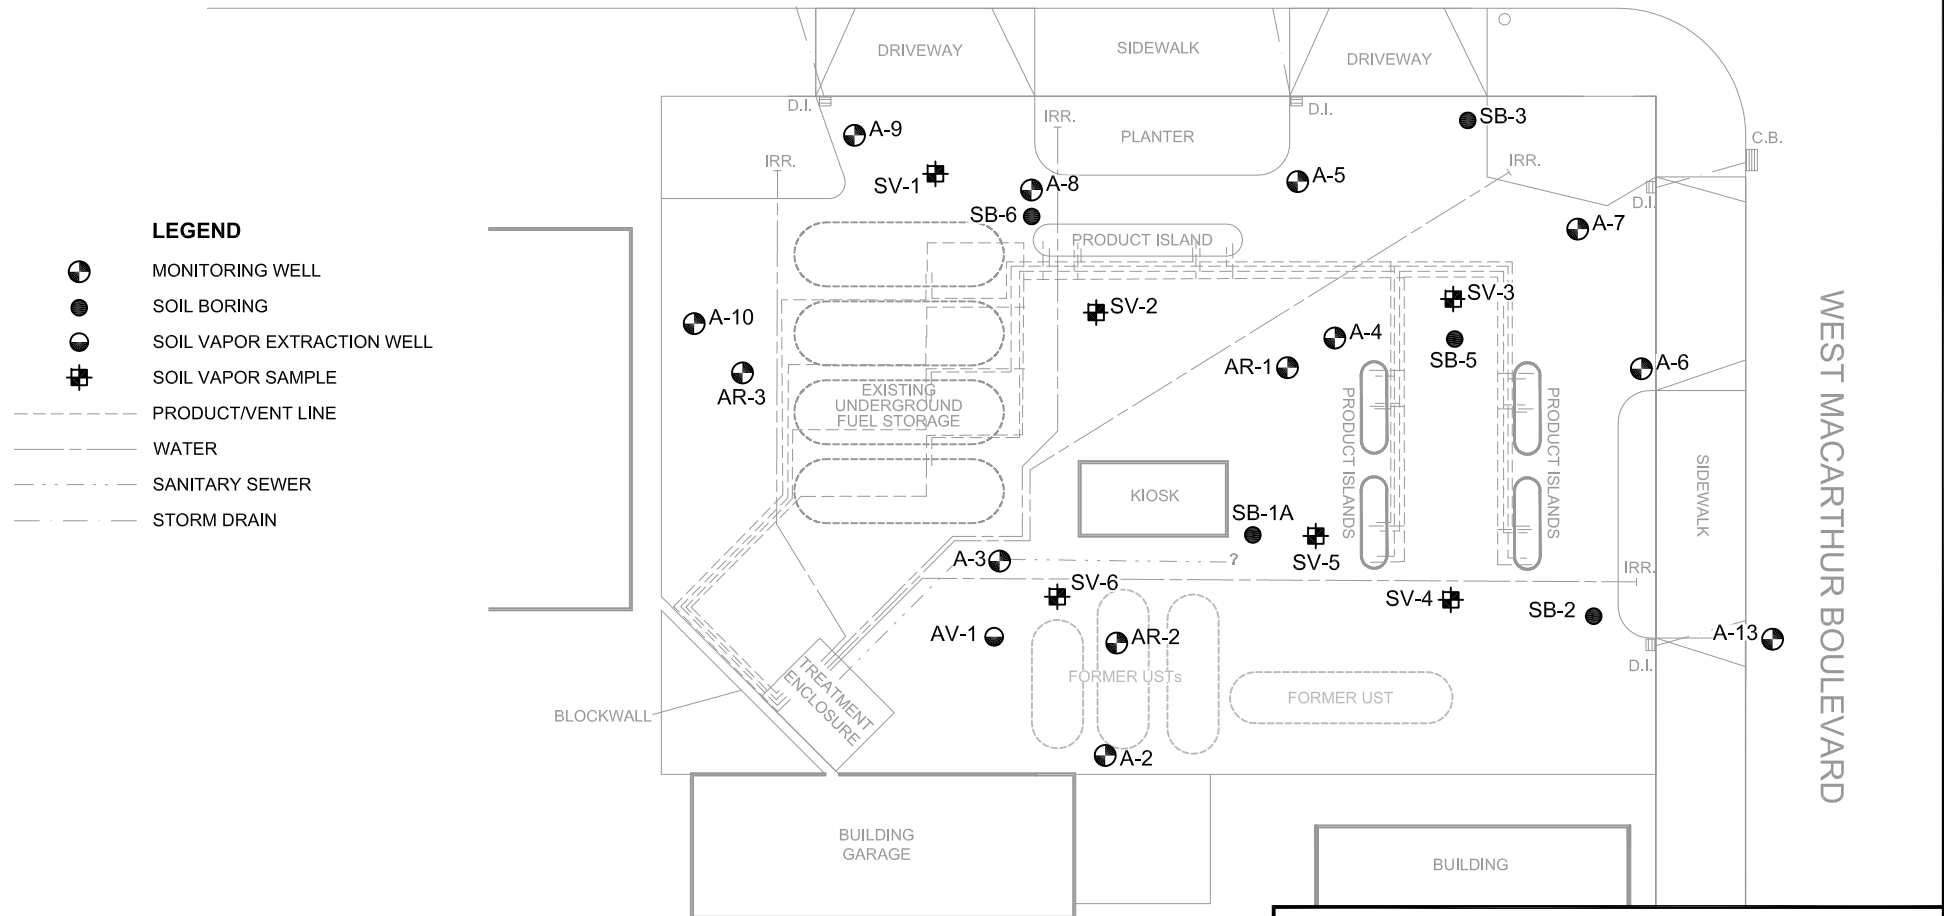 DRIVEWAY
SIDEWALK
DRIVEWAY
D.I.
D.I.
C.B.
A-9
IRR.
PLANTER
SB-3
IRR.
SV-1
A-8
A-5
IRR.
D.I.
SB-6
PRODUCT ISLAND
A-7
LEGEND
MONITORING WELL
SOIL BORING
SOIL VAPOR EXTRACTION WELL
SOIL VAPOR SAMPLE
PRODUCT/VENT LINE
WATER
SANITARY SEWER
STORM DRAIN
A-10
SV-2
SV-3
A-4
SB-5
AR-1
A-6
AR-3
EXISTING
UNDERGROUND
FUEL STORAGE
PRODUCT ISLANDS
PRODUCT ISLANDS
SIDEWALK
WEST MACARTHUR BOULEVARD
KIOSK
SB-1A
A-3
?
SV-5
IRR.
SV-6
SV-4
SB-2
AV-1
AR-2
A-13
D.I.
FORMER USTs
FORMER UST
TREATMENT
ENCLOSURE
BLOCKWALL
A-2
BUILDING
GARAGE
BUILDING